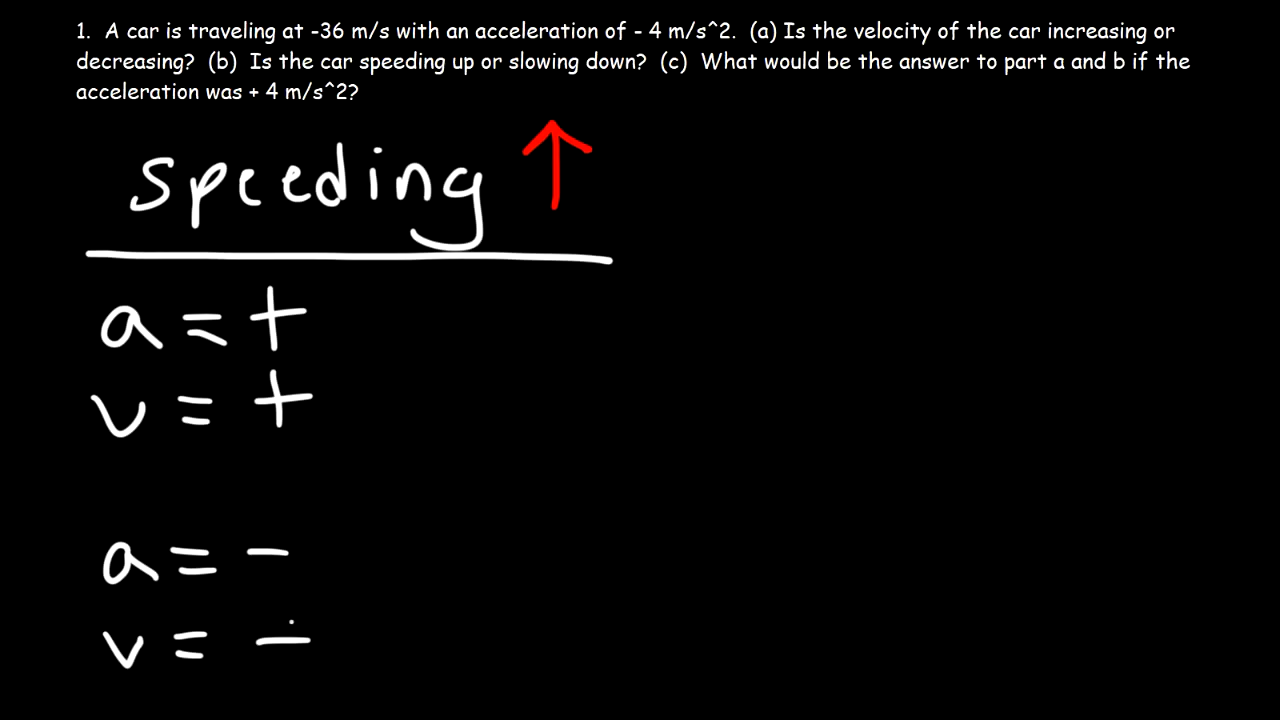 1. A car is traveling at -36 m/s with an acceleration of - 4 m/s^2. (a) Is the velocity of the car increasing or
decreasing? (b) Is the car speeding up or slowing down? (c) What would be the answer to part a and b if the
acceleration was + 4 m/s^2?
speeding ↑
a = +
v = +
a = -
v = -